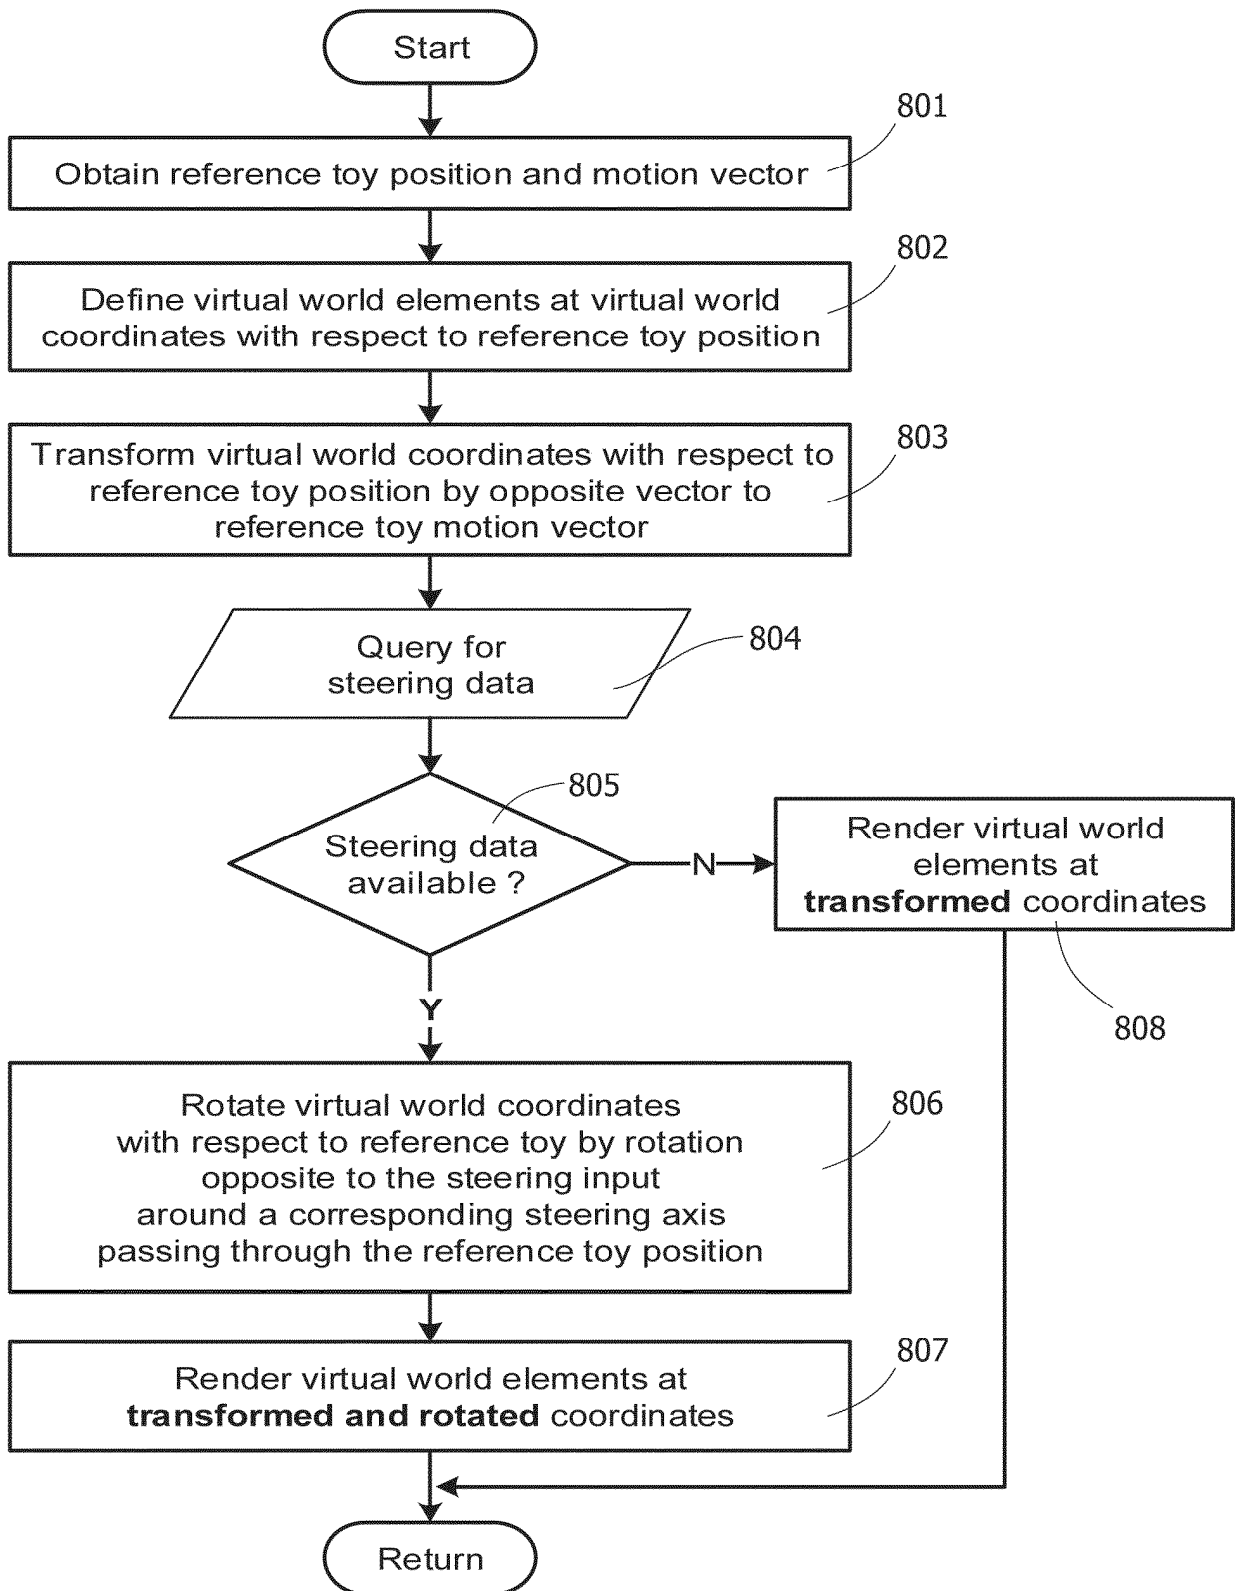 Start
801
Obtain reference toy position and motion vector
802
Define virtual world elements at virtual world
coordinates with respect to reference toy position
803
Transform virtual world coordinates with respect to
reference toy position by opposite vector to
reference toy motion vector
804
Query for
steering data
805
Steering data
available ?
N
Render virtual world
elements at
transformed coordinates
808
Y
806
Rotate virtual world coordinates
with respect to reference toy by rotation
opposite to the steering input
around a corresponding steering axis
passing through the reference toy position
807
Render virtual world elements at
transformed and rotated coordinates
Return